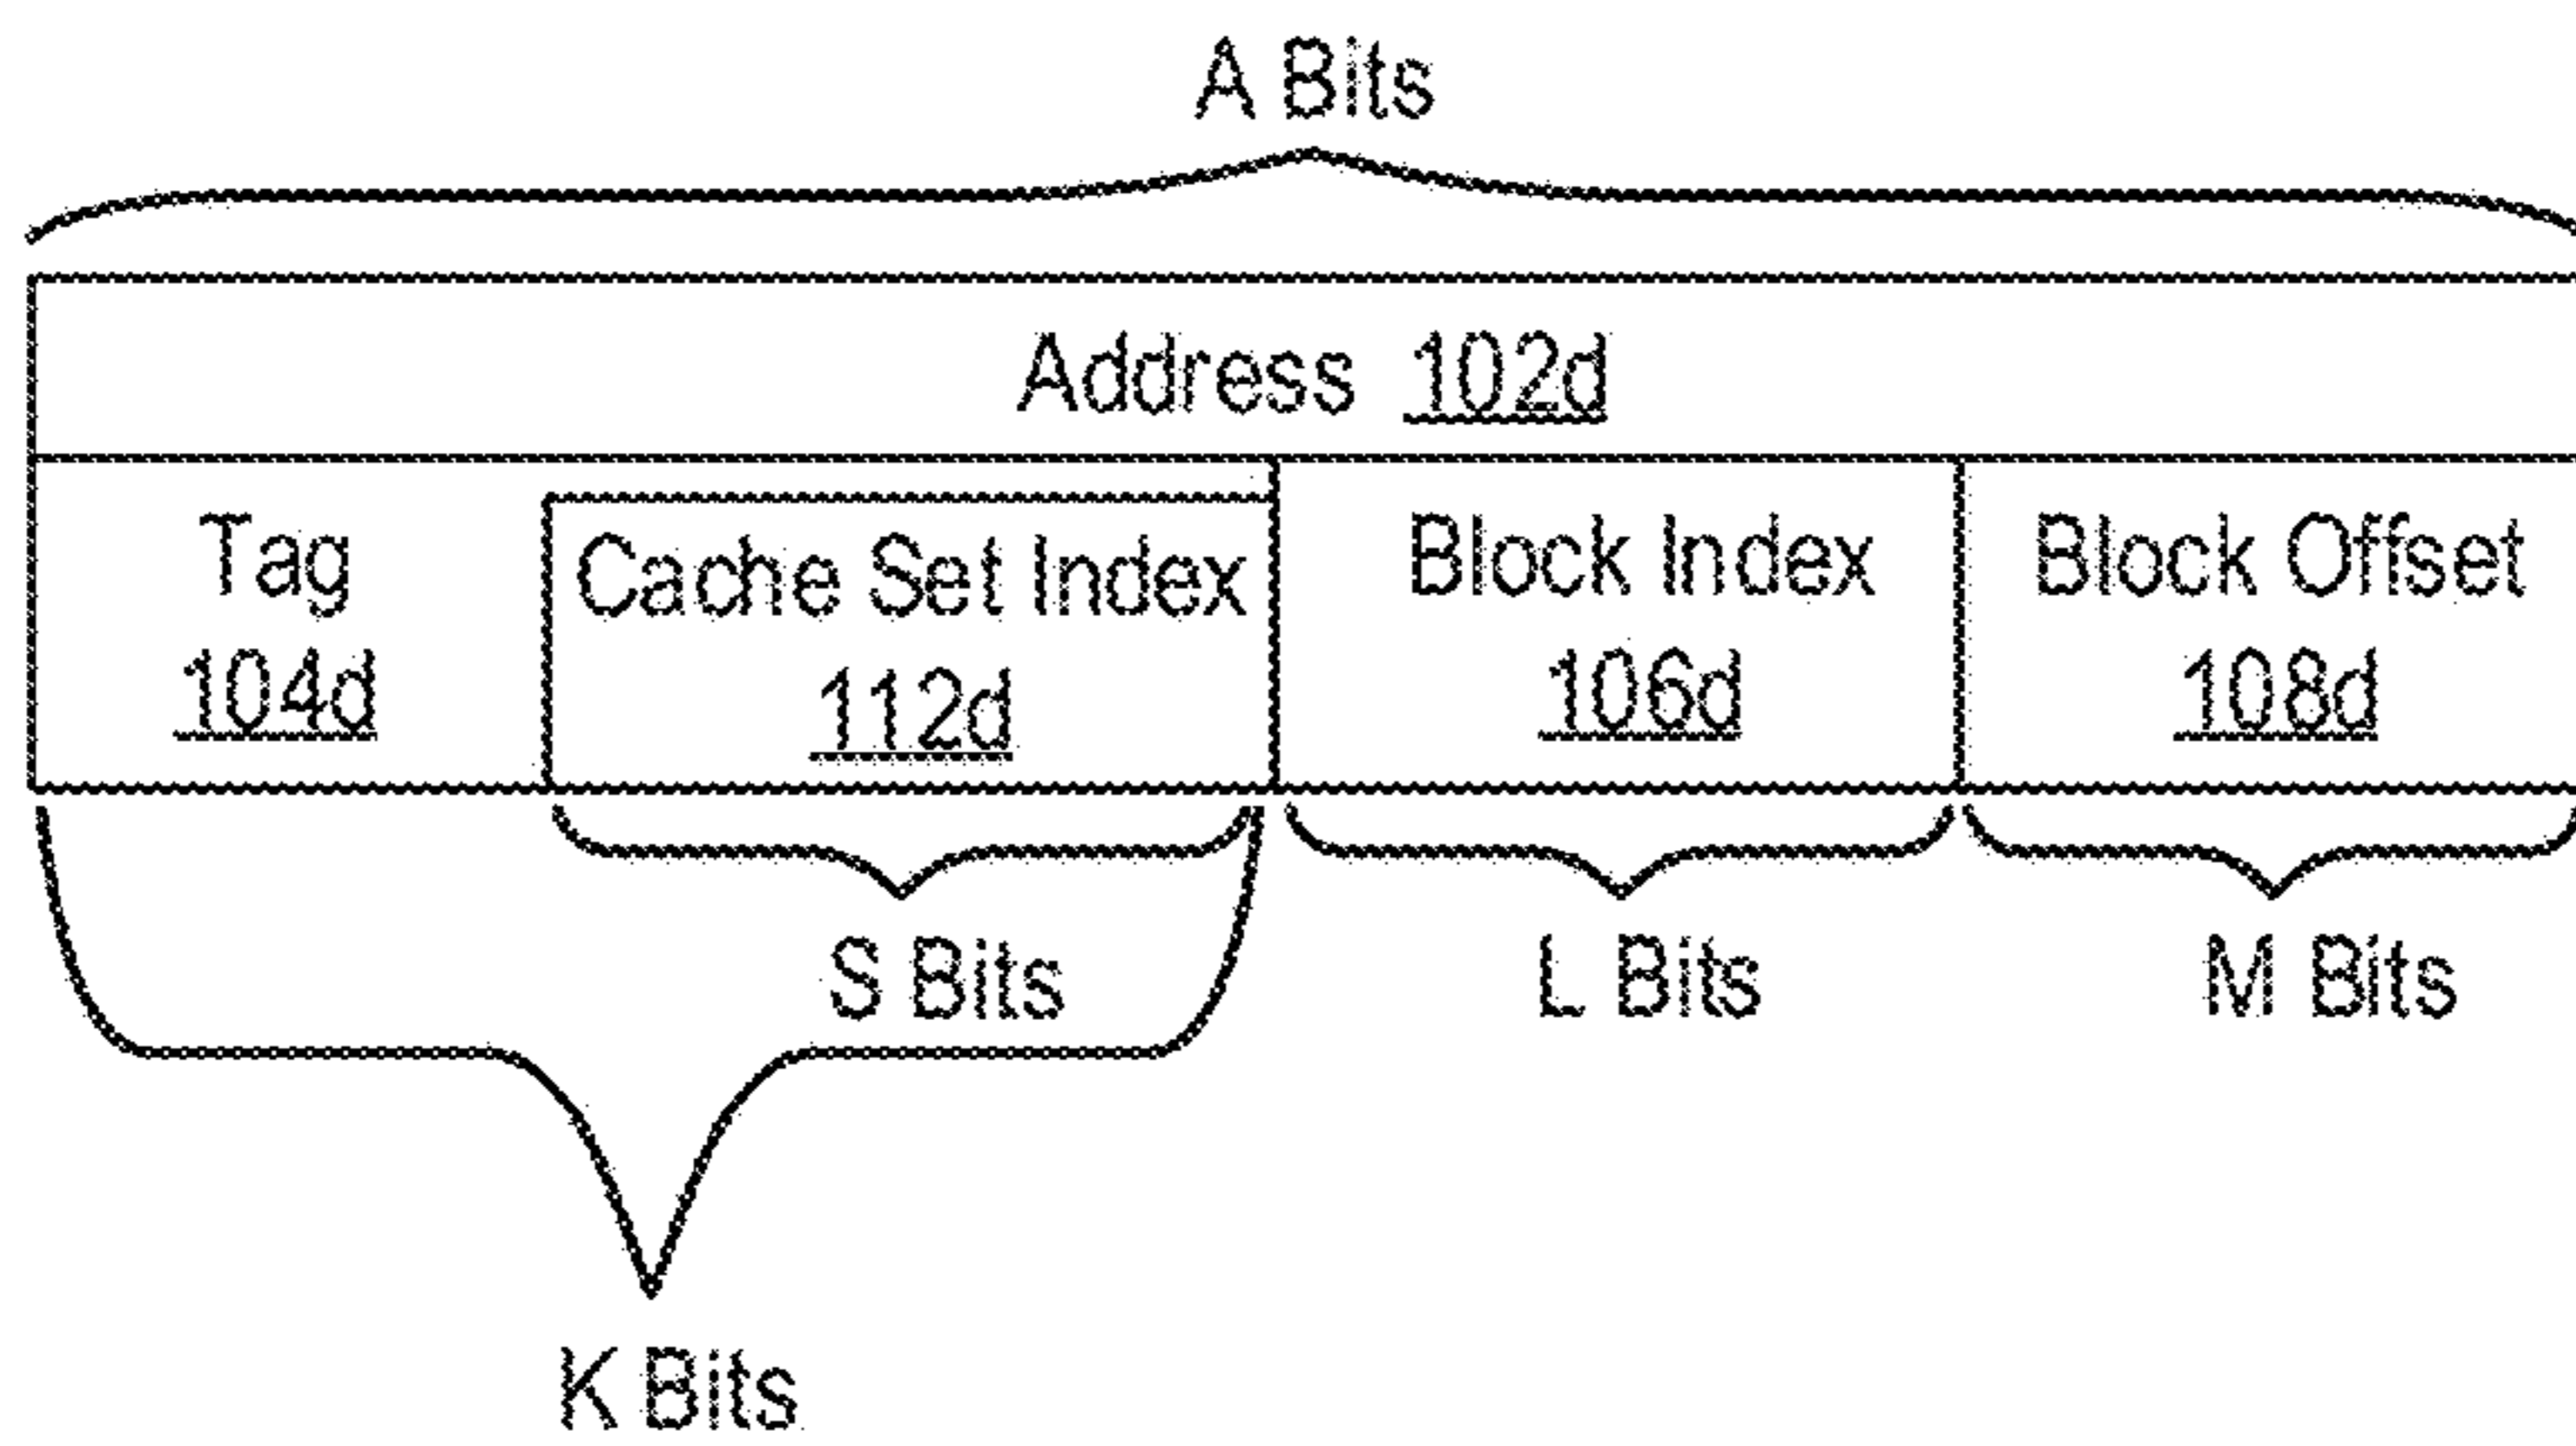 A Bits
Address 102d
Tag
104d
Cache Set Index
112d
Block Index
106d
Block Offset
108d
S Bits
L Bits
M Bits
K Bits